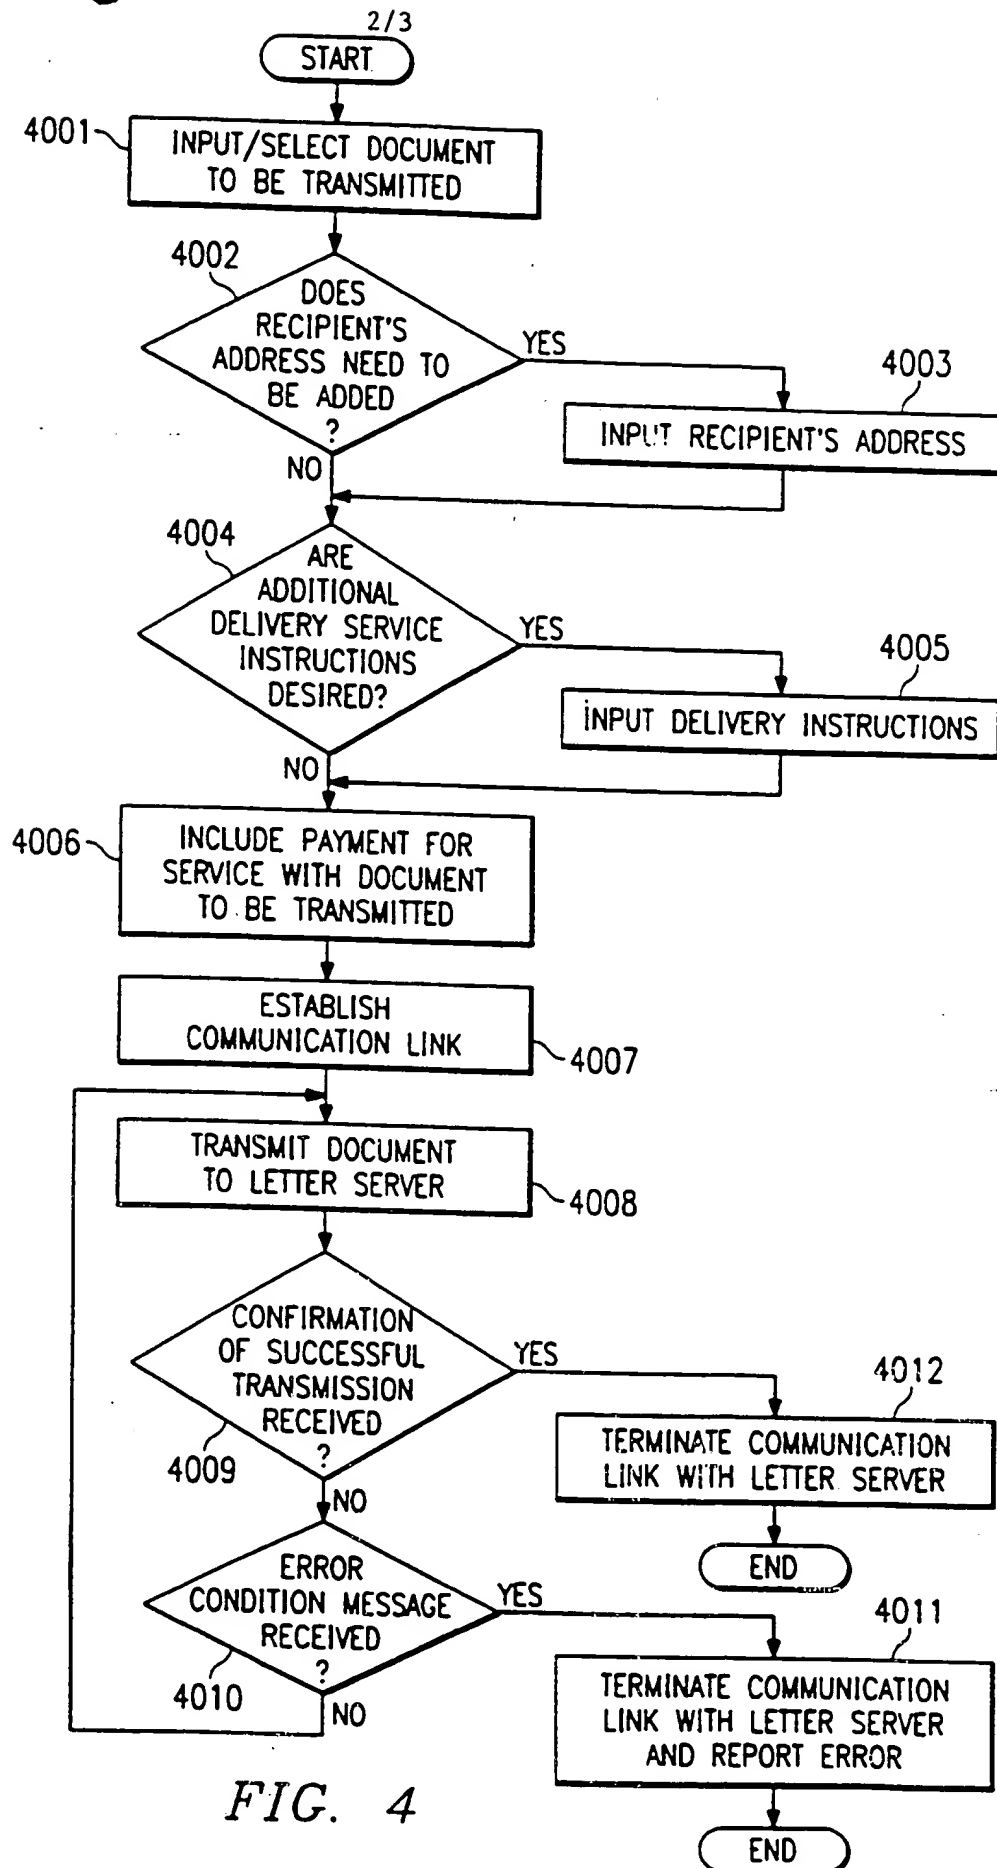 2/3
START
4001
INPUT/SELECT DOCUMENT
TO BE TRANSMITTED
4002
DOES
RECIPIENT'S
ADDRESS NEED TO
BE ADDED
?
YES
NO
4003
INPUT RECIPIENT'S ADDRESS
4004
ARE
ADDITIONAL
DELIVERY SERVICE
INSTRUCTIONS
DESIRED?
YES
NO
4005
INPUT DELIVERY INSTRUCTIONS
4006
INCLUDE PAYMENT FOR
SERVICE WITH DOCUMENT
TO BE TRANSMITTED
ESTABLISH
COMMUNICATION LINK
4007
TRANSMIT DOCUMENT
TO LETTER SERVER
4008
CONFIRMATION
OF SUCCESSFUL
TRANSMISSION
RECEIVED
?
4009
YES
NO
4012
TERMINATE COMMUNICATION
LINK WITH LETTER SERVER
END
ERROR
CONDITION MESSAGE
RECEIVED
?
4010
YES
NO
4011
TERMINATE COMMUNICATION
LINK WITH LETTER SERVER
AND REPORT ERROR
END
FIG. 4